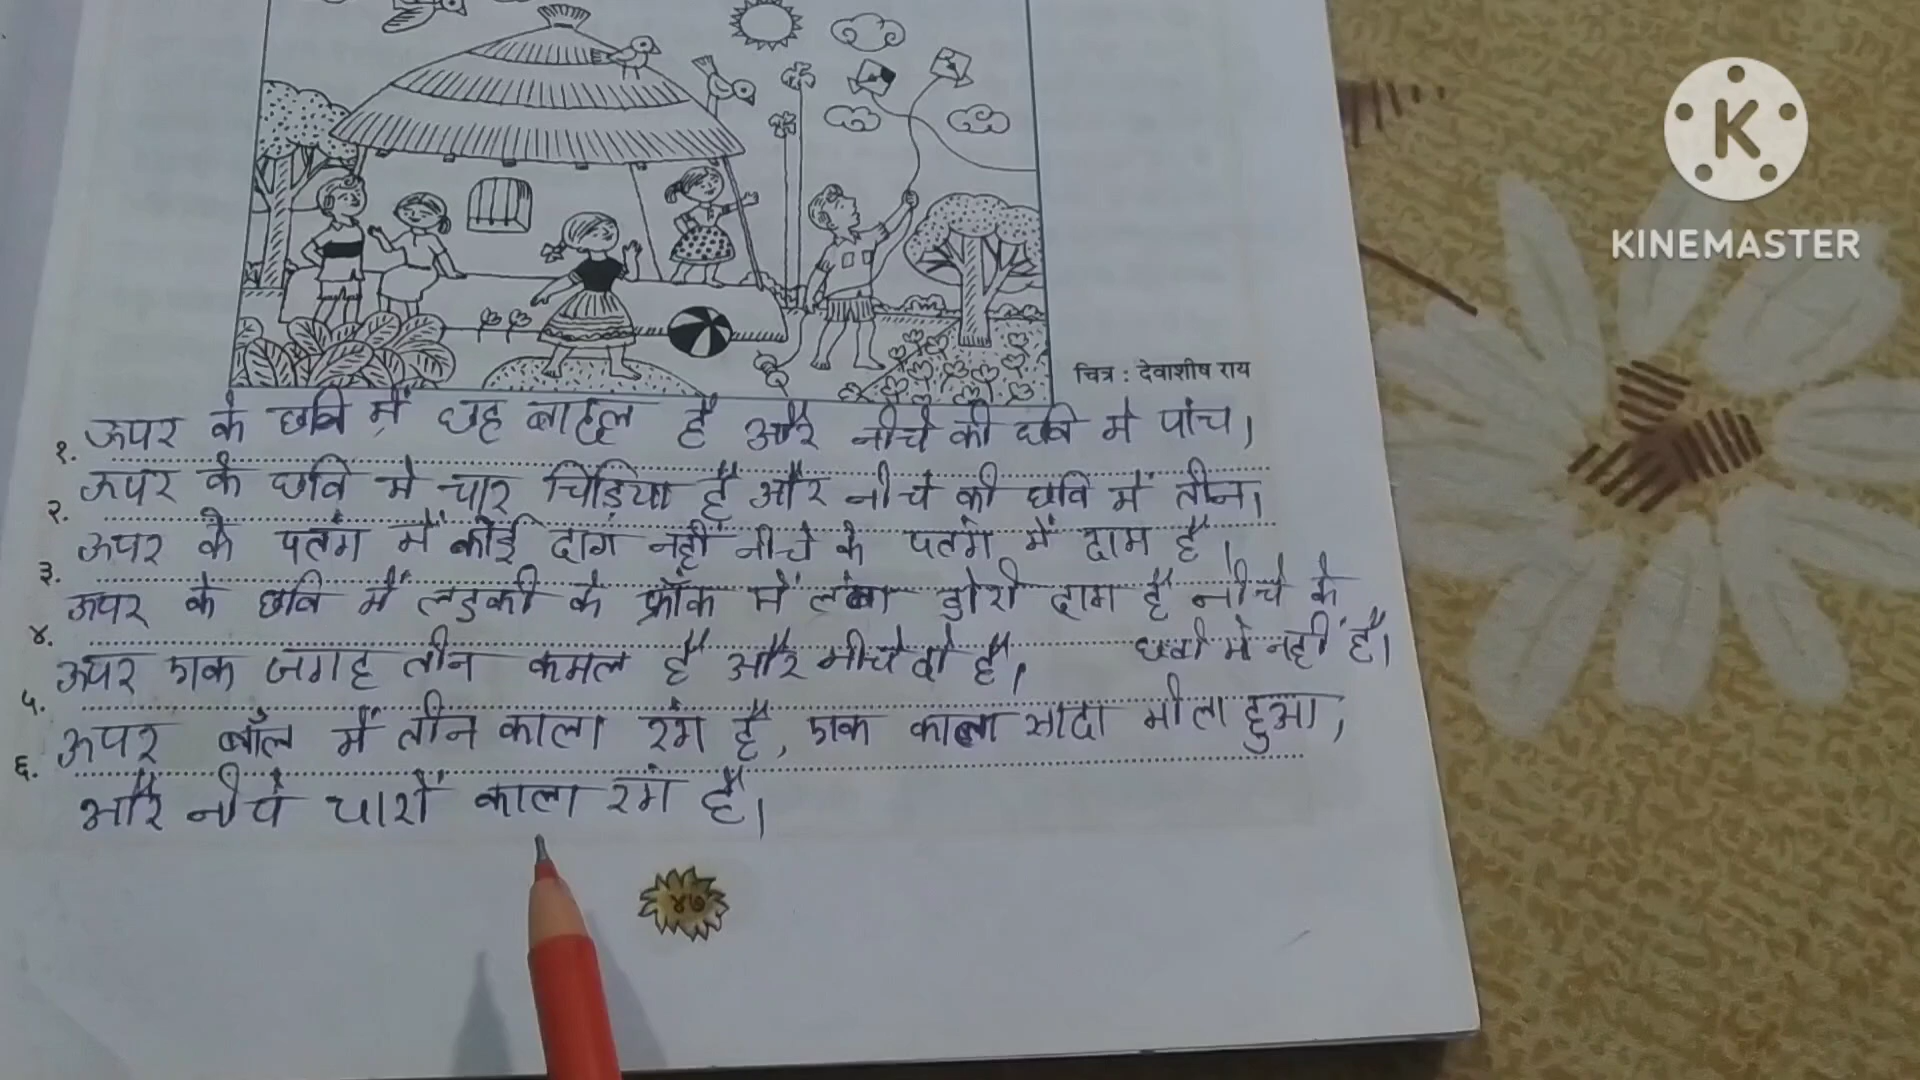 K
KINEMASTER
चित्र : देवाशीष राय
१. ऊपर के छवि में छह बादल है और नीचे की छवि मे पांच।
२. ऊपर के छवि मे चार चिड़िया है और नीचे की छवि में तीन।
३. ऊपर के पतंग में कोई दाग नहीं नीचे के पतंग में दाग है।
४. ऊपर के छवि में लड़की के फ्रॉक में लंबा डोरी दाग है नीचे के
छवी मे नहीं है।
५. ऊपर एक जगह तीन कमल है और नीचे दो है।
६. ऊपर बॉल में तीन काला रंग है, एक काला सादा मीला हुआ,
और नीचे चारों काला रंग है।
४७